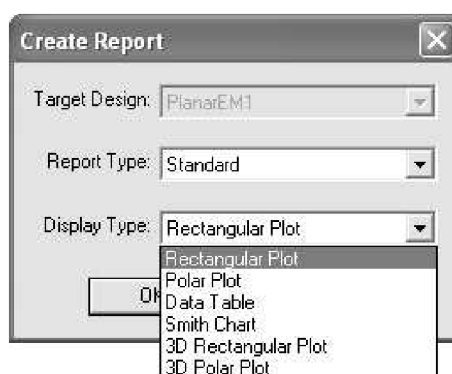 Create Report
Target Design: PlanarEM1
Report Type: Standard
Display Type: Rectangular Plot
Rectangular Plot
Polar Plot
Data Table
Smith Chart
3D Rectangular Plot
3D Polar Plot